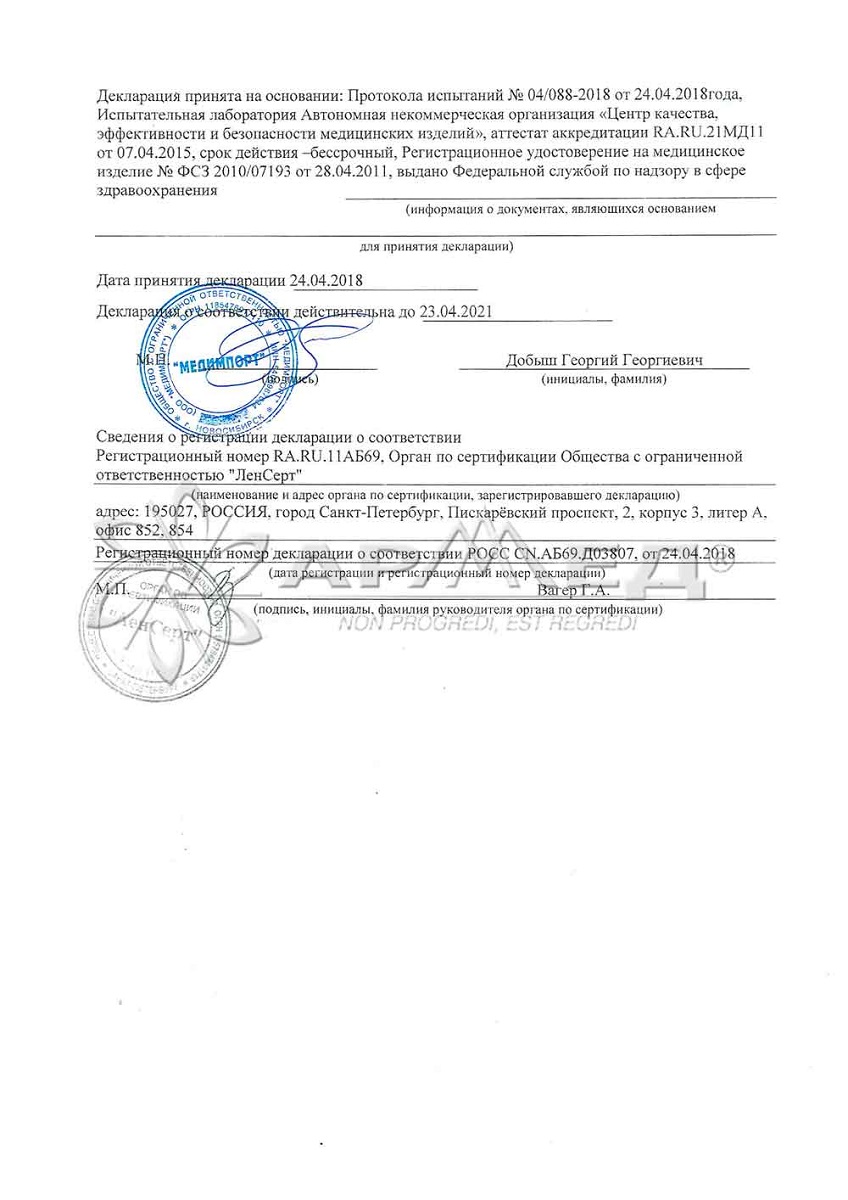 Декларация принята на основании: Протокола испытаний № 04/088-2018 от 24.04.2018года,
Испытательная лаборатория Автономная некоммерческая организация «Центр качества,
эффективности и безопасности медицинских изделий», аттестат аккредитации RA.RU.21МД11
от 07.04.2015, срок действия –бессрочный, Регистрационное удостоверение на медицинское
изделие № ФСЗ 2010/07193 от 28.04.2011, выдано Федеральной службой по надзору в сфере
здравоохранения
(информация о документах, являющихся основанием
для принятия декларации)
Дата принятия декларации 24.04.2018
Декларация о соответствии действительна до 23.04.2021
М.П.
Добыш Георгий Георгиевич
(подпись)
(инициалы, фамилия)
ОБЩЕСТВО С ОГРАНИЧЕННОЙ ОТВЕТСТВЕННОСТЬЮ "МЕДИМПОРТ"
(ООО "МЕДИМПОРТ")
"МЕДИМПОРТ"
г. НОВОСИБИРСК
Сведения о регистрации декларации о соответствии
Регистрационный номер RA.RU.11АБ69, Орган по сертификации Общества с ограниченной
ответственностью "ЛенСерт"
(наименование и адрес органа по сертификации, зарегистрировавшего декларацию)
адрес: 195027, РОССИЯ, город Санкт-Петербург, Пискарёвский проспект, 2, корпус 3, литер А,
офис 852, 854
Регистрационный номер декларации о соответствии РОСС CN.АБ69.Д03807, от 24.04.2018
(дата регистрации и регистрационный номер декларации)
М.П.
Вагер Г.А.
(подпись, инициалы, фамилия руководителя органа по сертификации)
"ЛенСерт"
АРМЕД®
NON PROGREDI, EST REGREDI